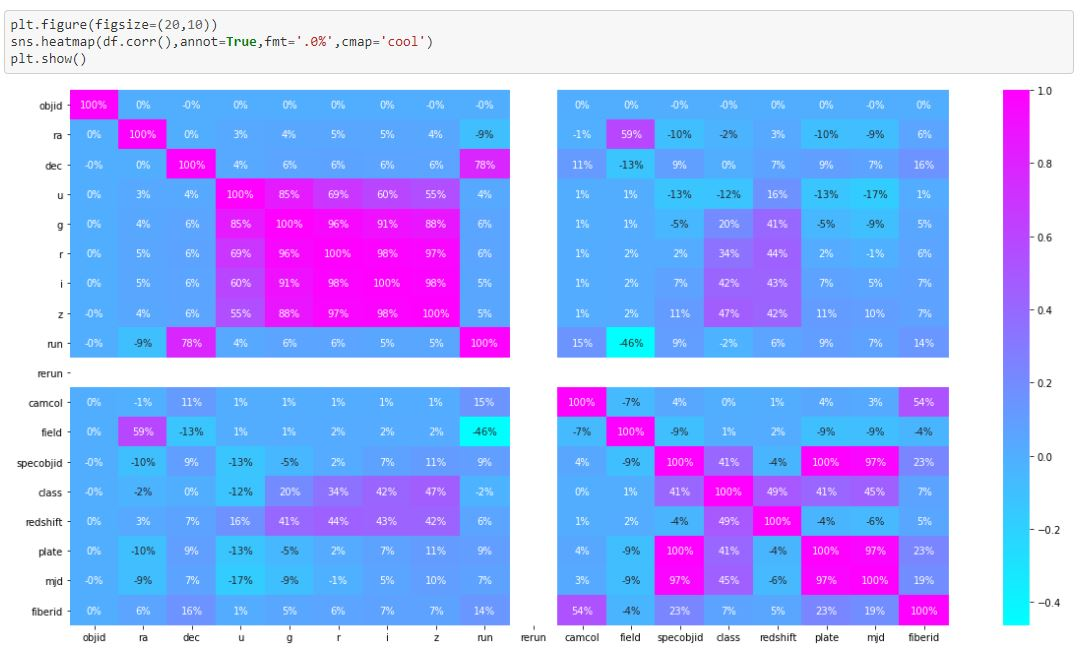 plt.figure(figsize=(20,10))
sns.heatmap(df.corr(),annot=True,fmt='.0%',cmap='cool')
plt.show()
objid 100% 0% -0% 0% 0% 0% 0% -0% -0% 0% 0% -0% -0% 0% 0% -0% 0%
ra 0% 100% 0% 3% 4% 5% 5% 4% -9% -1% 59% -10% -2% 3% -10% -9% 6%
dec -0% 0% 100% 4% 6% 6% 6% 6% 78% 11% -13% 9% 0% 7% 9% 7% 16%
u 0% 3% 4% 100% 85% 69% 60% 55% 4% 1% 1% -13% -12% 16% -13% -17% 1%
g 0% 4% 6% 85% 100% 96% 91% 88% 6% 1% 1% -5% 20% 41% -5% -9% 5%
r 0% 5% 6% 69% 96% 100% 98% 97% 6% 1% 2% 2% 34% 44% 2% -1% 6%
i 0% 5% 6% 60% 91% 98% 100% 98% 5% 1% 2% 7% 42% 43% 7% 5% 7%
z -0% 4% 6% 55% 88% 97% 98% 100% 5% 1% 2% 11% 47% 42% 11% 10% 7%
run -0% -9% 78% 4% 6% 6% 5% 5% 100% 15% -46% 9% -2% 6% 9% 7% 14%
rerun
camcol 0% -1% 11% 1% 1% 1% 1% 1% 15% 100% -7% 4% 0% 1% 4% 3% 54%
field 0% 59% -13% 1% 1% 2% 2% 2% -46% -7% 100% -9% 1% 2% -9% -9% -4%
specobjid -0% -10% 9% -13% -5% 2% 7% 11% 9% 4% -9% 100% 41% -4% 100% 97% 23%
class -0% -2% 0% -12% 20% 34% 42% 47% -2% 0% 1% 41% 100% 49% 41% 45% 7%
redshift 0% 3% 7% 16% 41% 44% 43% 42% 6% 1% 2% -4% 49% 100% -4% -6% 5%
plate 0% -10% 9% -13% -5% 2% 7% 11% 9% 4% -9% 100% 41% -4% 100% 97% 23%
mjd -0% -9% 7% -17% -9% -1% 5% 10% 7% 3% -9% 97% 45% -6% 97% 100% 19%
fiberid 0% 6% 16% 1% 5% 6% 7% 7% 14% 54% -4% 23% 7% 5% 23% 19% 100%
objid ra dec u g r i z run rerun camcol field specobjid class redshift plate mjd fiberid
1.0
0.8
0.6
0.4
0.2
0.0
−0.2
−0.4